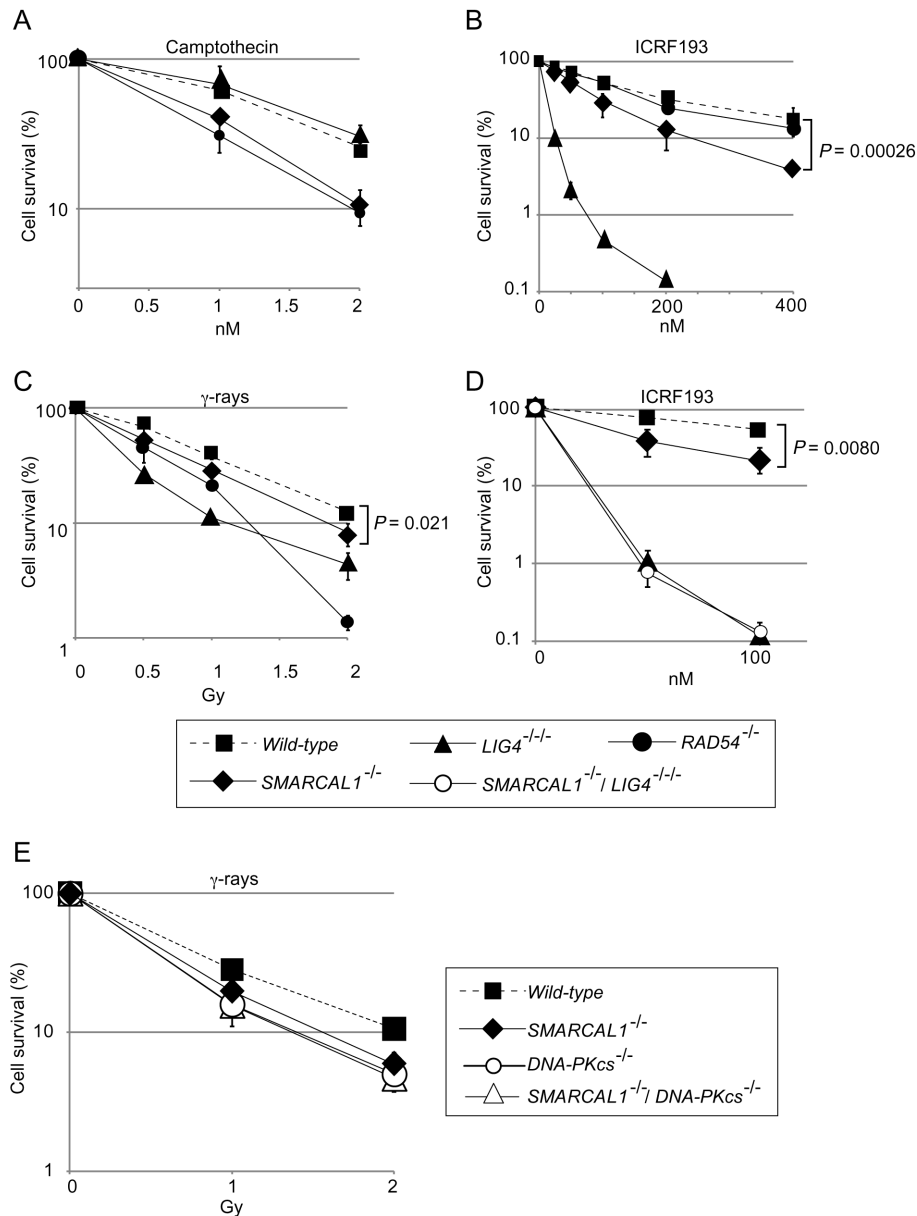 A
Camptothecin
100
10
Cell survival (%)
0
0.5
1
1.5
2
nM
B
ICRF193
100
10
1
0.1
Cell survival (%)
0
200
400
nM
P = 0.00026
C
γ-rays
100
10
1
Cell survival (%)
0
0.5
1
1.5
2
Gy
P = 0.021
D
ICRF193
100
10
1
0.1
Cell survival (%)
0
100
nM
P = 0.0080
Wild-type
LIG4-/-/-
RAD54-/-
SMARCAL1-/-
SMARCAL1-/-/ LIG4-/-/-
E
γ-rays
100
10
1
Cell survival (%)
0
1
2
Gy
Wild-type
SMARCAL1-/-
DNA-PKcs-/-
SMARCAL1-/-/ DNA-PKcs-/-